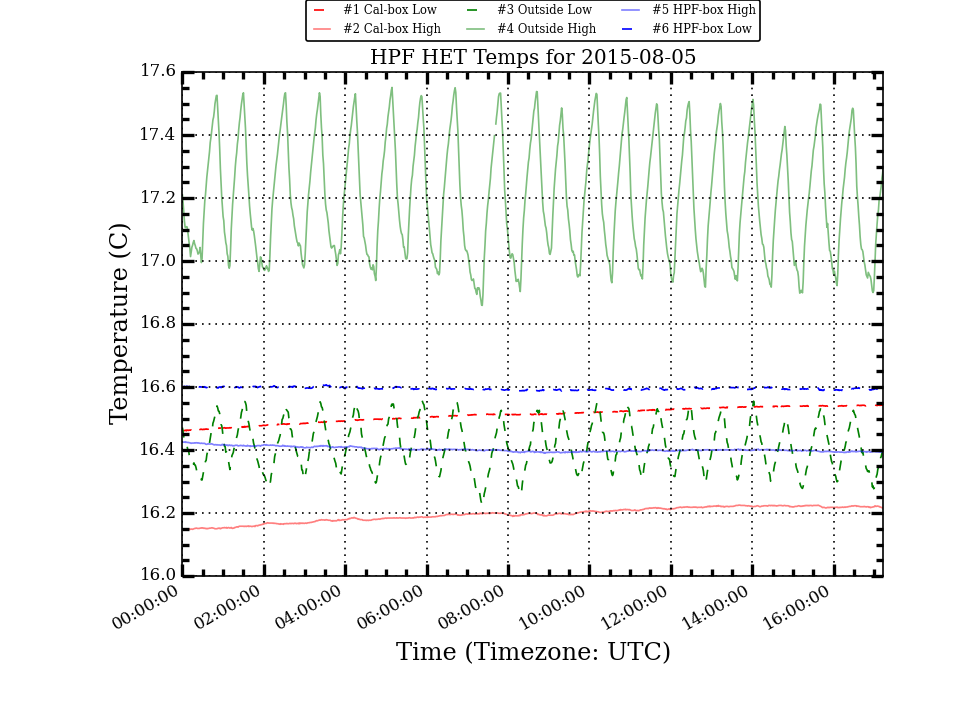 #1 Cal-box Low #3 Outside Low #5 HPF-box High
#2 Cal-box High #4 Outside High #6 HPF-box Low
HPF HET Temps for 2015-08-05
17.6
17.4
17.2
17.0
16.8
16.6
16.4
16.2
16.0
Temperature (C)
00:00:00 02:00:00 04:00:00 06:00:00 08:00:00 10:00:00 12:00:00 14:00:00 16:00:00
Time (Timezone: UTC)